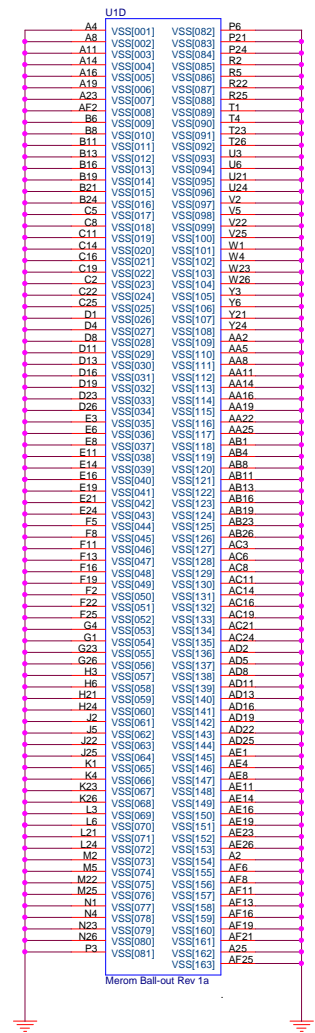 U1D
A4 VSS[001] VSS[082] P6
A8 VSS[002] VSS[083] P21
A11 VSS[003] VSS[084] P24
A14 VSS[004] VSS[085] R2
A16 VSS[005] VSS[086] R5
A19 VSS[006] VSS[087] R22
A23 VSS[007] VSS[088] R25
AF2 VSS[008] VSS[089] T1
B6 VSS[009] VSS[090] T4
B8 VSS[010] VSS[091] T23
B11 VSS[011] VSS[092] T26
B13 VSS[012] VSS[093] U3
B16 VSS[013] VSS[094] U6
B19 VSS[014] VSS[095] U21
B21 VSS[015] VSS[096] U24
B24 VSS[016] VSS[097] V2
C5 VSS[017] VSS[098] V5
C8 VSS[018] VSS[099] V22
C11 VSS[019] VSS[100] V25
C14 VSS[020] VSS[101] W1
C16 VSS[021] VSS[102] W4
C19 VSS[022] VSS[103] W23
C2 VSS[023] VSS[104] W26
C22 VSS[024] VSS[105] Y3
C25 VSS[025] VSS[106] Y6
D1 VSS[026] VSS[107] Y21
D4 VSS[027] VSS[108] Y24
D8 VSS[028] VSS[109] AA2
D11 VSS[029] VSS[110] AA5
D13 VSS[030] VSS[111] AA8
D16 VSS[031] VSS[112] AA11
D19 VSS[032] VSS[113] AA14
D23 VSS[033] VSS[114] AA16
D26 VSS[034] VSS[115] AA19
E3 VSS[035] VSS[116] AA22
E6 VSS[036] VSS[117] AA25
E8 VSS[037] VSS[118] AB1
E11 VSS[038] VSS[119] AB4
E14 VSS[039] VSS[120] AB8
E16 VSS[040] VSS[121] AB11
E19 VSS[041] VSS[122] AB13
E21 VSS[042] VSS[123] AB16
E24 VSS[043] VSS[124] AB19
F5 VSS[044] VSS[125] AB23
F8 VSS[045] VSS[126] AB26
F11 VSS[046] VSS[127] AC3
F13 VSS[047] VSS[128] AC6
F16 VSS[048] VSS[129] AC8
F19 VSS[049] VSS[130] AC11
F2 VSS[050] VSS[131] AC14
F22 VSS[051] VSS[132] AC16
F25 VSS[052] VSS[133] AC19
G4 VSS[053] VSS[134] AC21
G1 VSS[054] VSS[135] AC24
G23 VSS[055] VSS[136] AD2
G26 VSS[056] VSS[137] AD5
H3 VSS[057] VSS[138] AD8
H6 VSS[058] VSS[139] AD11
H21 VSS[059] VSS[140] AD13
H24 VSS[060] VSS[141] AD16
J2 VSS[061] VSS[142] AD19
J5 VSS[062] VSS[143] AD22
J22 VSS[063] VSS[144] AD25
J25 VSS[064] VSS[145] AE1
K1 VSS[065] VSS[146] AE4
K4 VSS[066] VSS[147] AE8
K23 VSS[067] VSS[148] AE11
K26 VSS[068] VSS[149] AE14
L3 VSS[069] VSS[150] AE16
L6 VSS[070] VSS[151] AE19
L21 VSS[071] VSS[152] AE23
L24 VSS[072] VSS[153] AE26
M2 VSS[073] VSS[154] A2
M5 VSS[074] VSS[155] AF6
M22 VSS[075] VSS[156] AF8
M25 VSS[076] VSS[157] AF11
N1 VSS[077] VSS[158] AF13
N4 VSS[078] VSS[159] AF16
N23 VSS[079] VSS[160] AF19
N26 VSS[080] VSS[161] AF21
P3 VSS[081] VSS[162] A25
VSS[163] AF25
Merom Ball-out Rev 1a
.